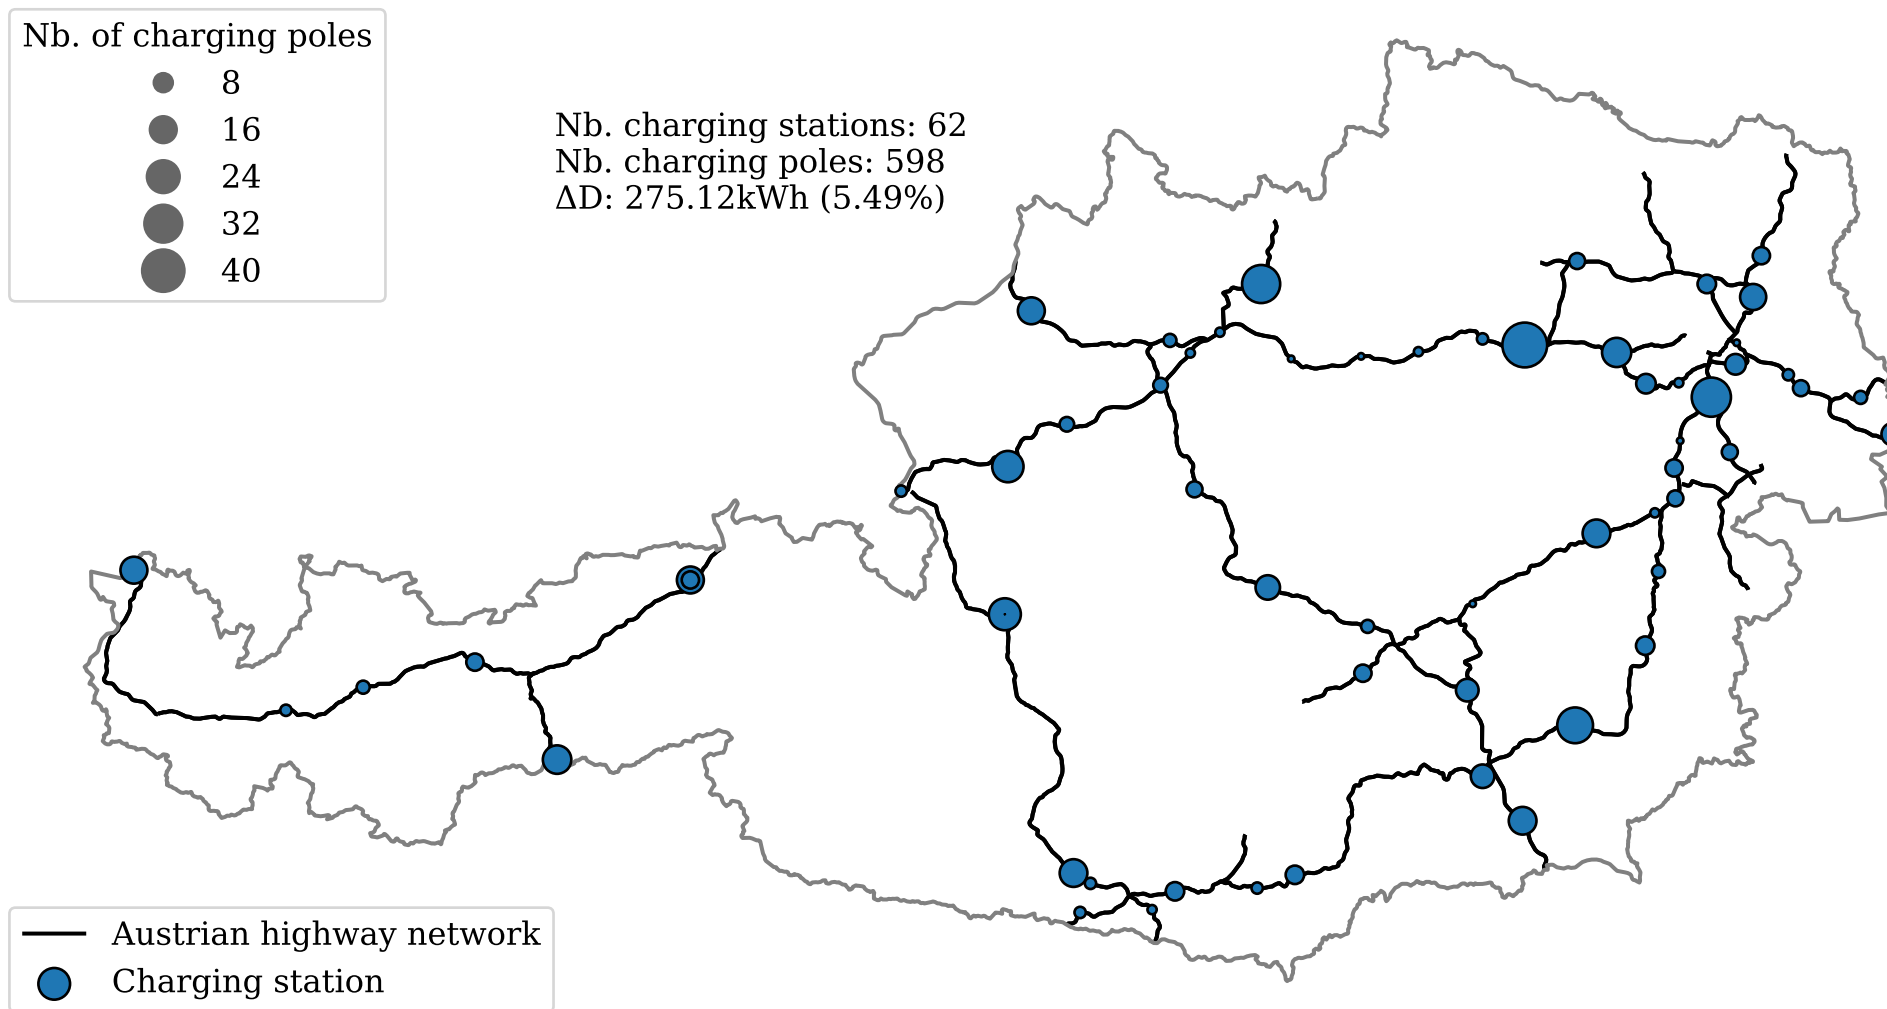 Nb. of charging poles
8
16
24
32
40
Nb. charging stations: 62
Nb. charging poles: 598
ΔD: 275.12kWh (5.49%)
Austrian highway network
Charging station